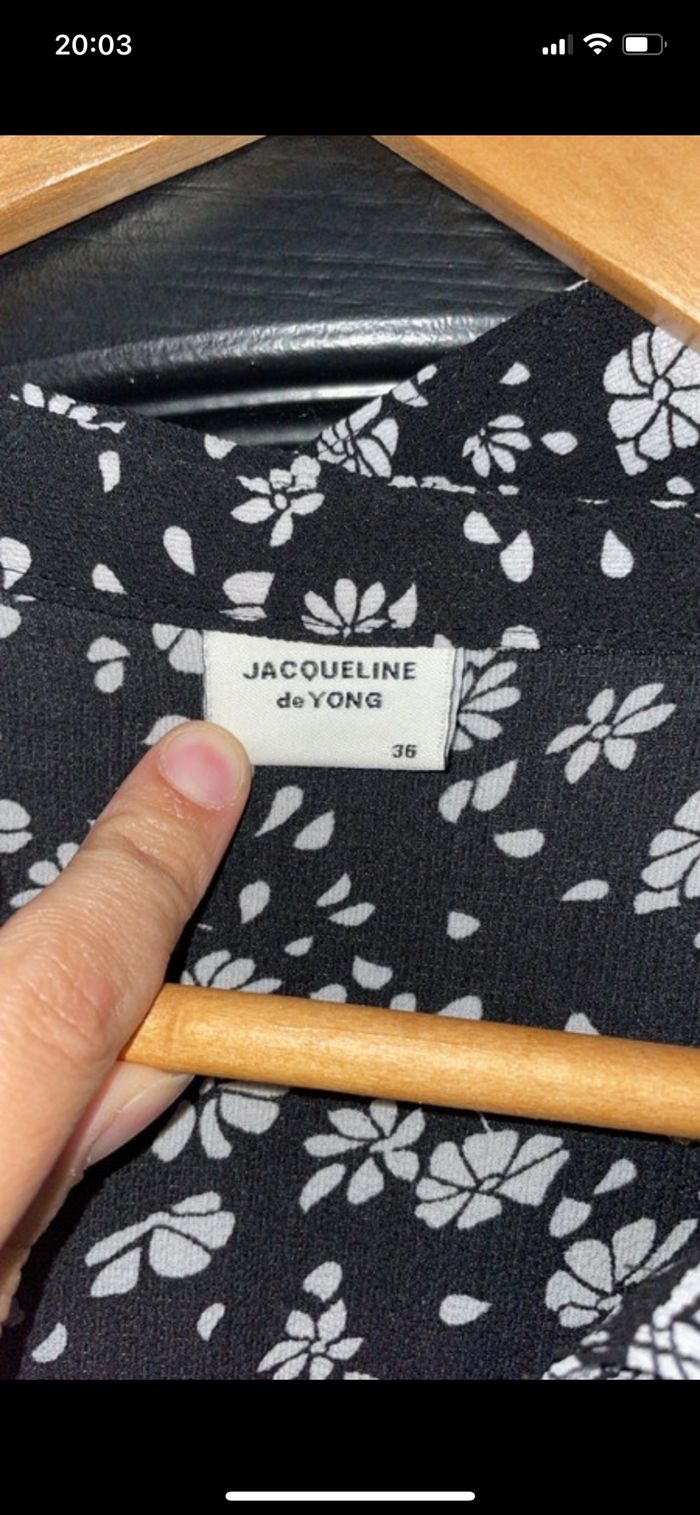 20:03
JACQUELINE
de YONG
36